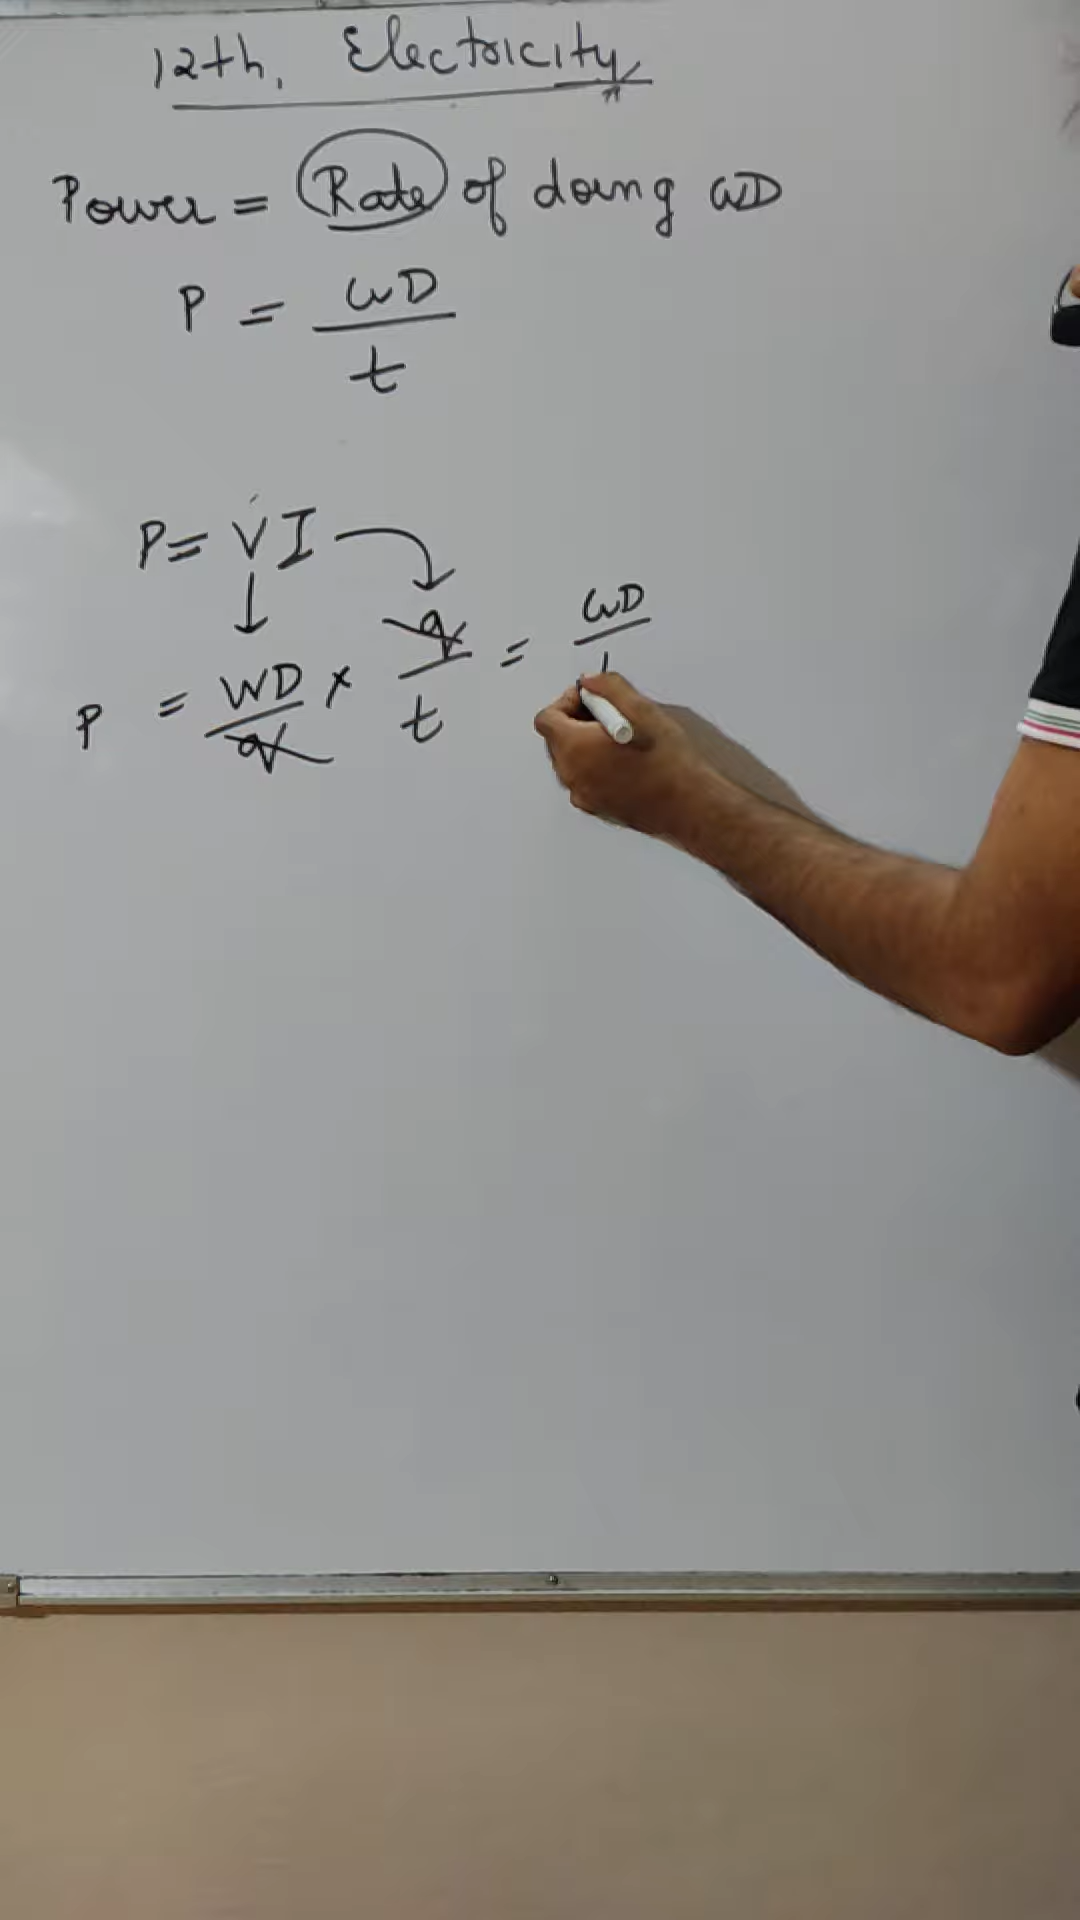 12th, Electricity
Power = Rate of doing WD
P = WD
t
P = VI
P = WD/q × q/t = WD